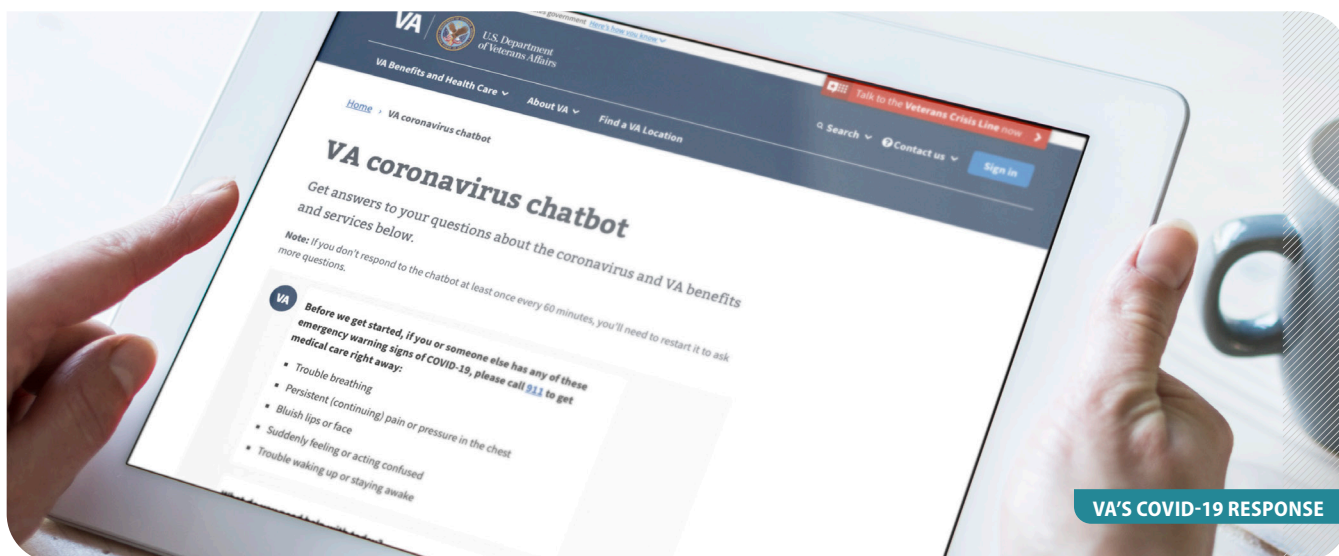 government Here's how you know
VA
U.S. Department
of Veterans Affairs
Talk to the Veterans Crisis Line now
VA Benefits and Health Care
About VA
Find a VA Location
Search
Contact us
Sign in
Home › VA coronavirus chatbot
VA coronavirus chatbot
Get answers to your questions about the coronavirus and VA benefits
and services below.
Note: If you don't respond to the chatbot at least once every 60 minutes, you'll need to restart it to ask
more questions.
VA
Before we get started, if you or someone else has any of these
emergency warning signs of COVID-19, please call 911 to get
medical care right away:
▪ Trouble breathing
▪ Persistent (continuing) pain or pressure in the chest
▪ Bluish lips or face
▪ Suddenly feeling or acting confused
▪ Trouble waking up or staying awake
VA'S COVID-19 RESPONSE